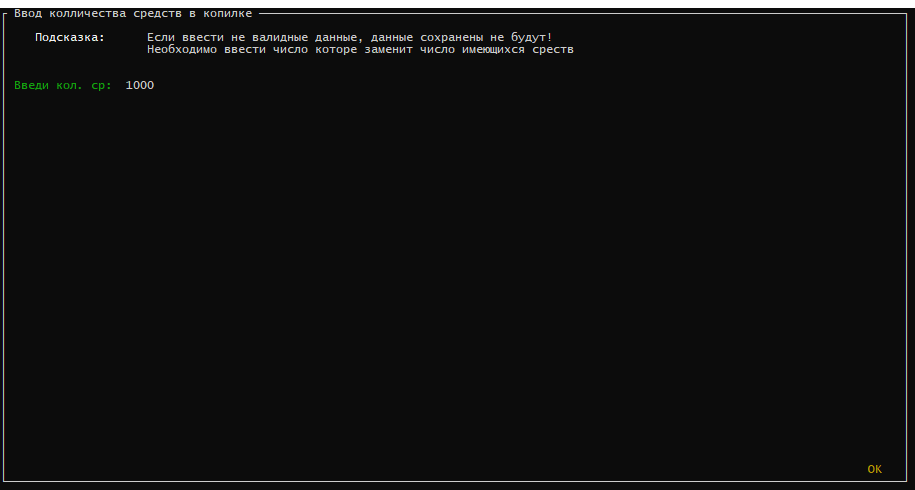 Ввод колличества средств в копилке
Подсказка: Если ввести не валидные данные, данные сохранены не будут!
Необходимо ввести число которе заменит число имеющихся среств
Введи кол. ср: 1000
OK